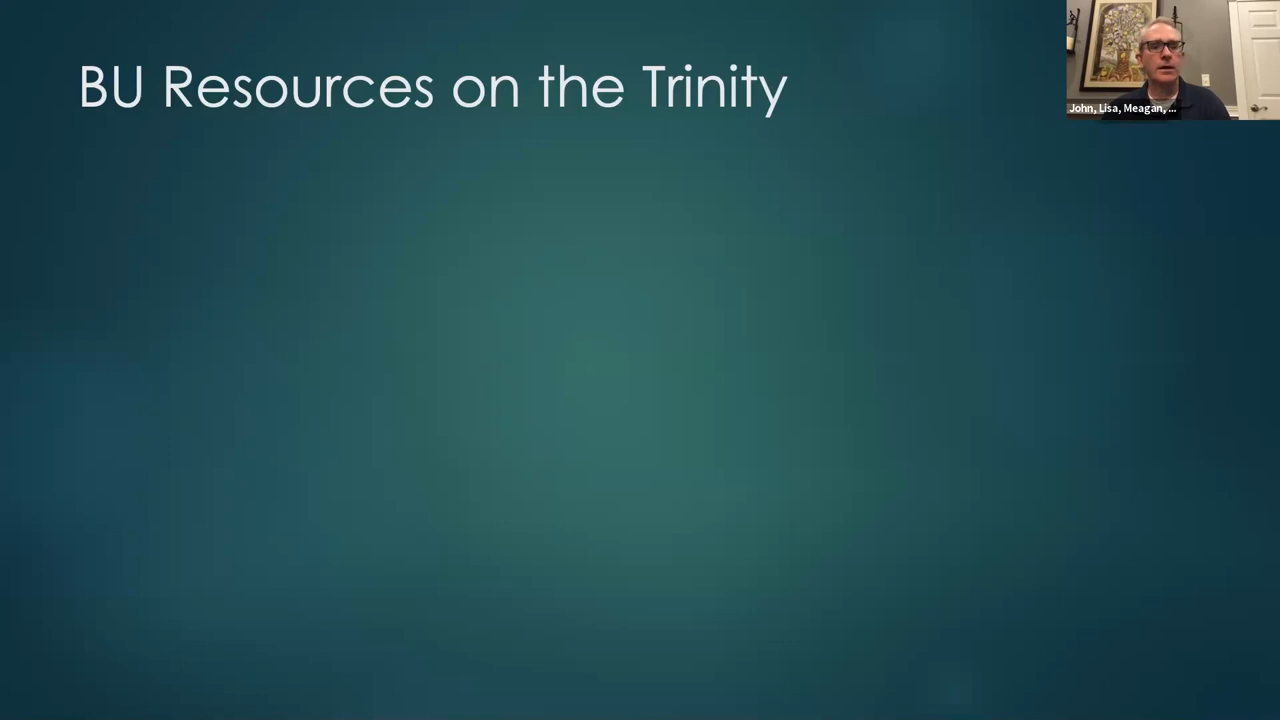 BU Resources on the Trinity
John, Lisa, Meagan, ...